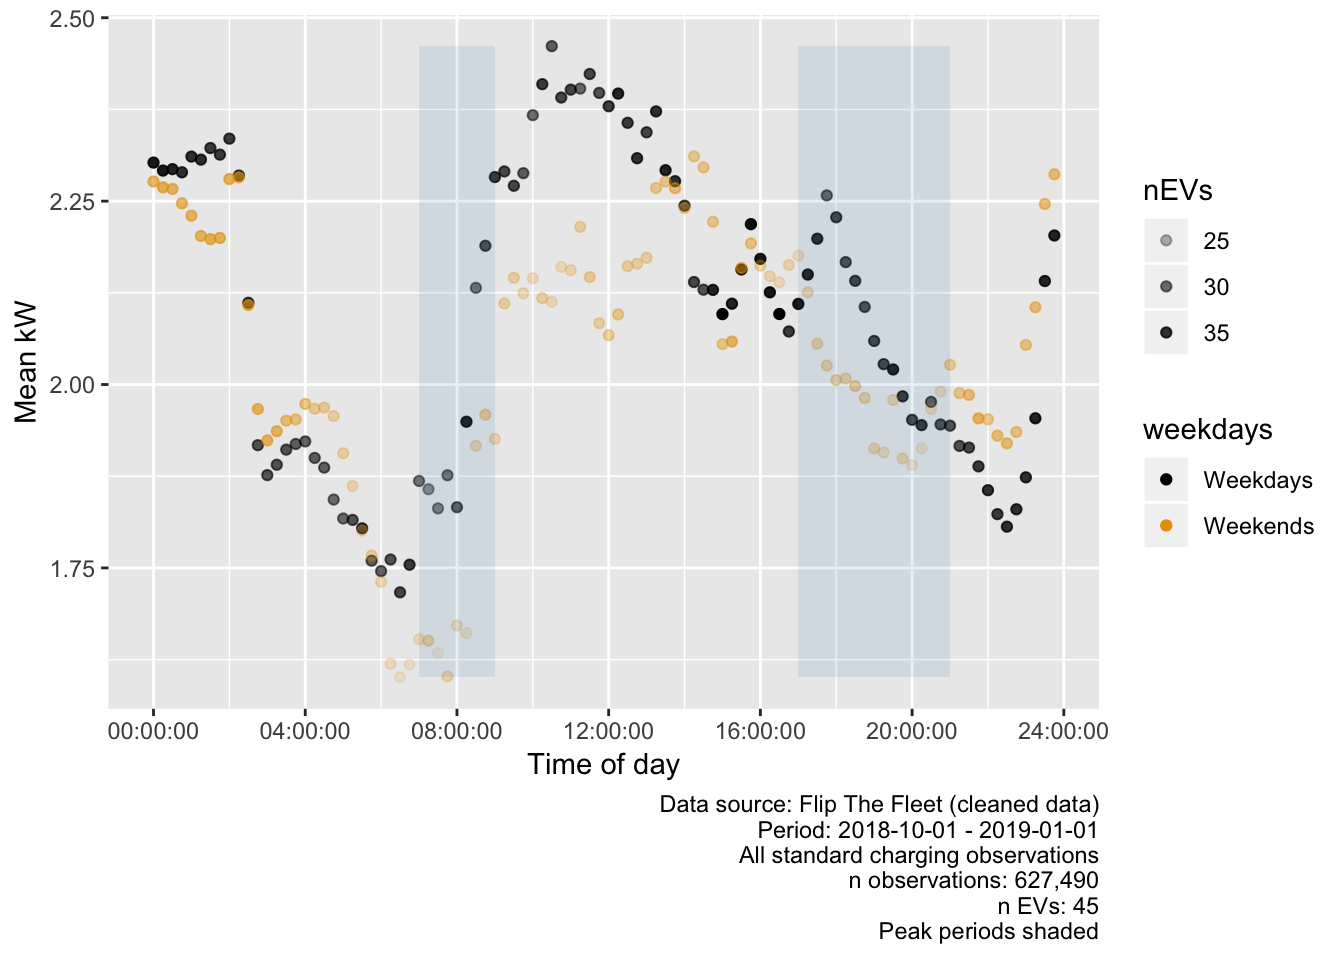 2.50
2.25
2.00
1.75
Mean kW
00:00:00 04:00:00 08:00:00 12:00:00 16:00:00 20:00:00 24:00:00
Time of day
nEVs
25
30
35
weekdays
Weekdays
Weekends
Data source: Flip The Fleet (cleaned data)
Period: 2018-10-01 - 2019-01-01
All standard charging observations
n observations: 627,490
n EVs: 45
Peak periods shaded